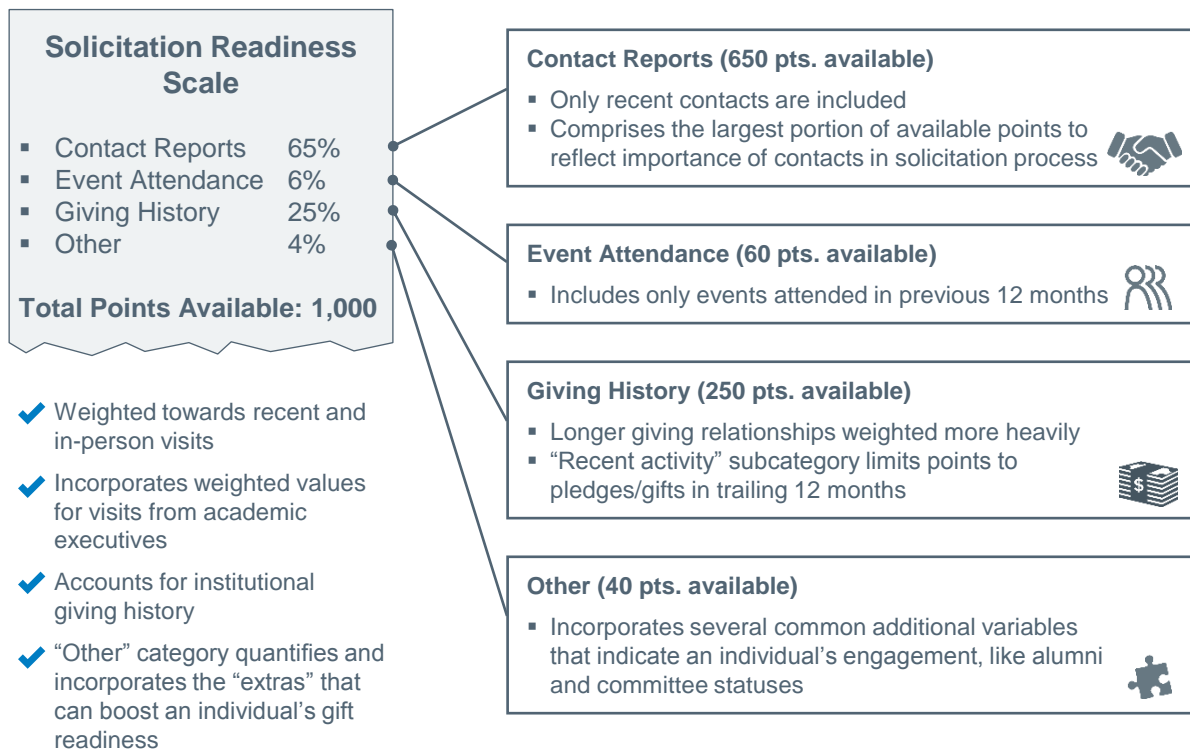 Solicitation Readiness
Scale
▪ Contact Reports 65%
▪ Event Attendance 6%
▪ Giving History 25%
▪ Other 4%
Total Points Available: 1,000
Weighted towards recent and
in-person visits
Incorporates weighted values
for visits from academic
executives
Accounts for institutional
giving history
“Other” category quantifies and
incorporates the “extras” that
can boost an individual’s gift
readiness
Contact Reports (650 pts. available)
▪ Only recent contacts are included
▪ Comprises the largest portion of available points to
reflect importance of contacts in solicitation process
Event Attendance (60 pts. available)
▪ Includes only events attended in previous 12 months
Giving History (250 pts. available)
▪ Longer giving relationships weighted more heavily
▪ “Recent activity” subcategory limits points to
pledges/gifts in trailing 12 months
$
Other (40 pts. available)
▪ Incorporates several common additional variables
that indicate an individual’s engagement, like alumni
and committee statuses